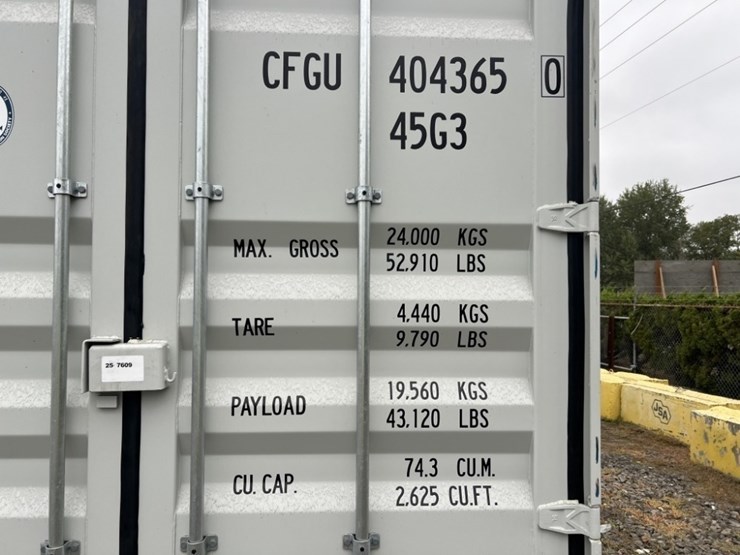 CFGU 404365 0
45G3
MAX. GROSS 24,000 KGS
52,910 LBS
TARE 4,440 KGS
9,790 LBS
25 7609
PAYLOAD 19,560 KGS
43,120 LBS
JSA
CU. CAP. 74.3 CU.M.
2,625 CU.FT.